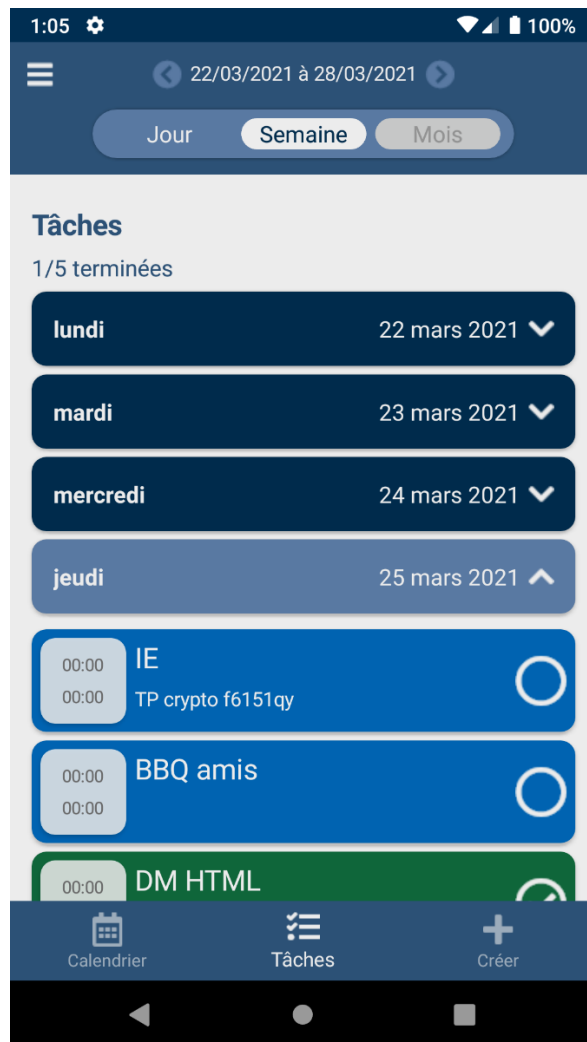 1:05 100%
22/03/2021 à 28/03/2021
Jour Semaine Mois
Tâches
1/5 terminées
lundi 22 mars 2021
mardi 23 mars 2021
mercredi 24 mars 2021
jeudi 25 mars 2021
00:00 IE
00:00 TP crypto f6151qy
00:00 BBQ amis
00:00
00:00 DM HTML
Calendrier Tâches Créer